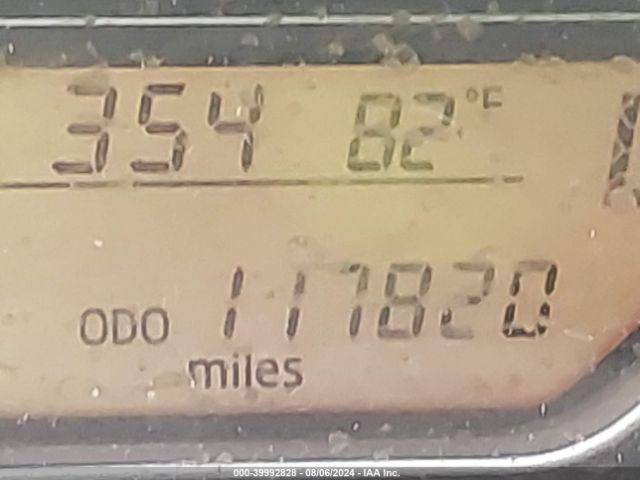 354 82°F
ODO 117820
miles
000-39992828 - 08/06/2024 - IAA Inc.